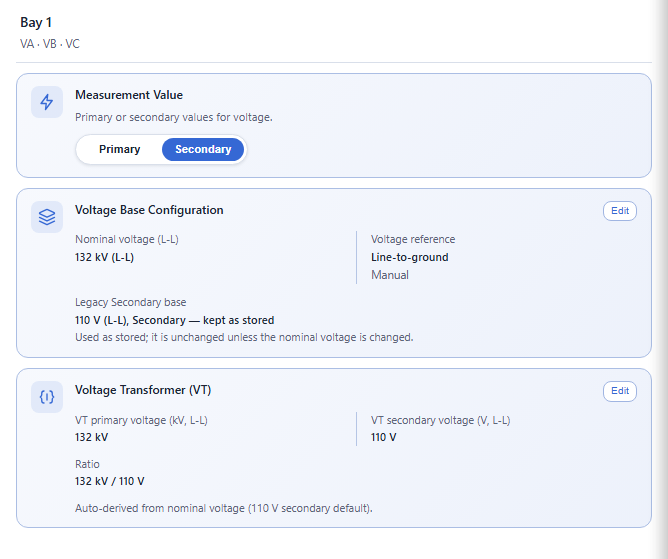 Bay 1
VA · VB · VC
Measurement Value
Primary or secondary values for voltage.
Primary Secondary
Voltage Base Configuration
Edit
Nominal voltage (L-L)
132 kV (L-L)
Voltage reference
Line-to-ground
Manual
Legacy Secondary base
110 V (L-L), Secondary — kept as stored
Used as stored; it is unchanged unless the nominal voltage is changed.
Voltage Transformer (VT)
Edit
VT primary voltage (kV, L-L)
132 kV
VT secondary voltage (V, L-L)
110 V
Ratio
132 kV / 110 V
Auto-derived from nominal voltage (110 V secondary default).